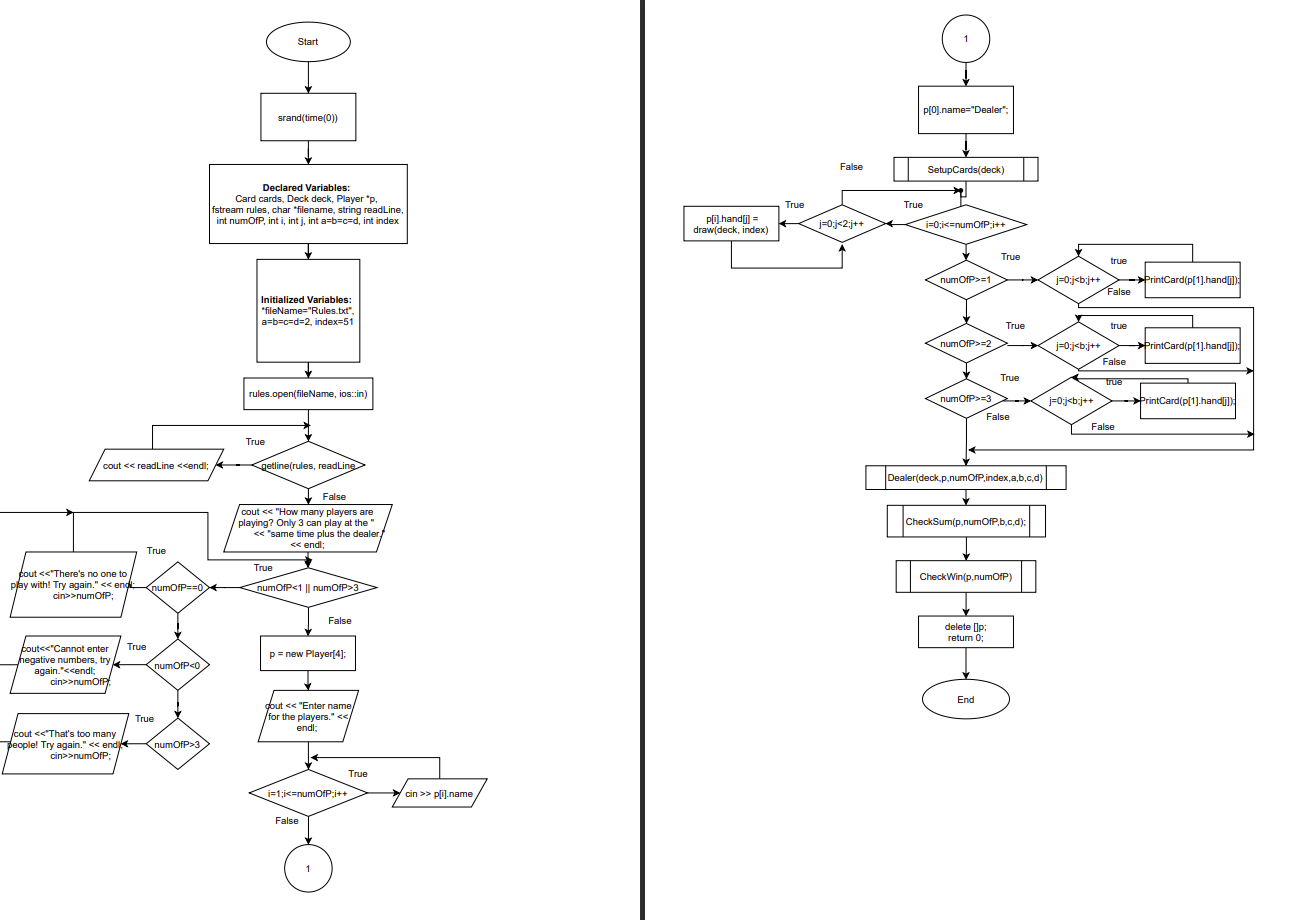 Start
srand(time(0))
Declared Variables:
Card cards, Deck deck, Player *p,
fstream rules, char *filename, string readLine,
int numOfP, int i, int j, int a=b=c=d, int index
Initialized Variables:
*fileName="Rules.txt",
a=b=c=d=2, index=51
rules.open(fileName, ios::in)
True
cout << readLine <<endl;
getline(rules, readLine
False
cout << "How many players are
playing? Only 3 can play at the "
<< "same time plus the dealer."
<< endl;
True
True
cout <<"There's no one to
play with! Try again." << endl;
cin>>numOfP;
numOfP==0
numOfP<1 || numOfP>3
False
True
cout<<"Cannot enter
negative numbers, try
again."<<endl;
cin>>numOfP;
numOfP<0
p = new Player[4];
cout << "Enter name
for the players." <<
endl;
True
cout <<"That's too many
people! Try again." << endl;
cin>>numOfP;
numOfP>3
True
i=1;i<=numOfP;i++
cin >> p[i].name
False
1
1
p[0].name="Dealer";
False
SetupCards(deck)
True
True
p[i].hand[j] =
draw(deck, index)
j=0;j<2;j++
i=0;i<=numOfP;i++
True
true
numOfP>=1
j=0;j<b;j++
PrintCard(p[1].hand[j]);
False
True
true
numOfP>=2
j=0;j<b;j++
PrintCard(p[1].hand[j]);
False
True
true
numOfP>=3
j=0;j<b;j++
PrintCard(p[1].hand[j]);
False
False
Dealer(deck,p,numOfP,index,a,b,c,d)
CheckSum(p,numOfP,b,c,d);
CheckWin(p,numOfP)
delete []p;
return 0;
End